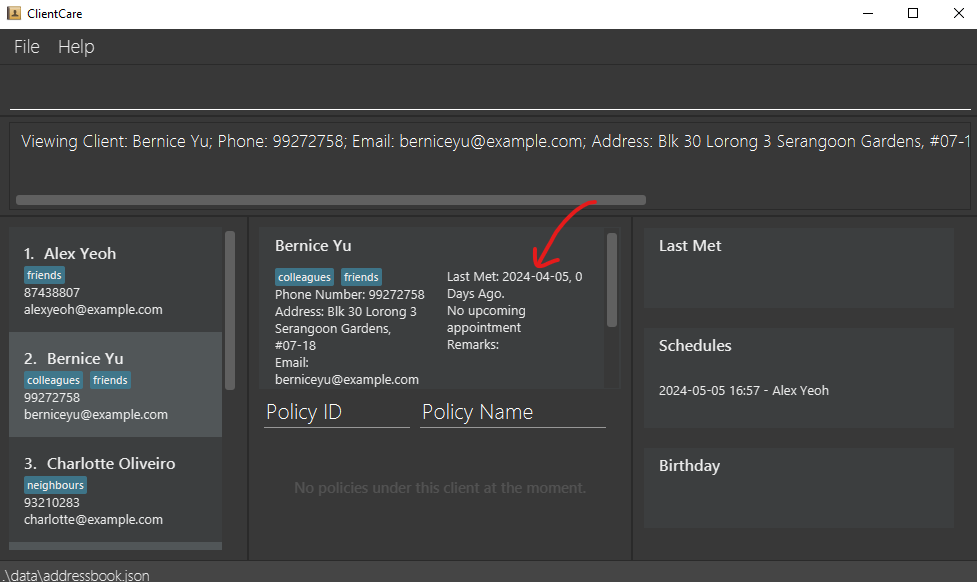 ClientCare
File Help
Viewing Client: Bernice Yu; Phone: 99272758; Email: berniceyu@example.com; Address: Blk 30 Lorong 3 Serangoon Gardens, #07-1
1. Alex Yeoh
friends
87438807
alexyeoh@example.com
2. Bernice Yu
colleagues friends
99272758
berniceyu@example.com
3. Charlotte Oliveiro
neighbours
93210283
charlotte@example.com
Bernice Yu
colleagues friends
Phone Number: 99272758
Address: Blk 30 Lorong 3
Serangoon Gardens,
#07-18
Email:
berniceyu@example.com
Last Met: 2024-04-05, 0
Days Ago.
No upcoming
appointment
Remarks:
Policy ID Policy Name
No policies under this client at the moment.
Last Met
Schedules
2024-05-05 16:57 - Alex Yeoh
Birthday
.\data\addressbook.json